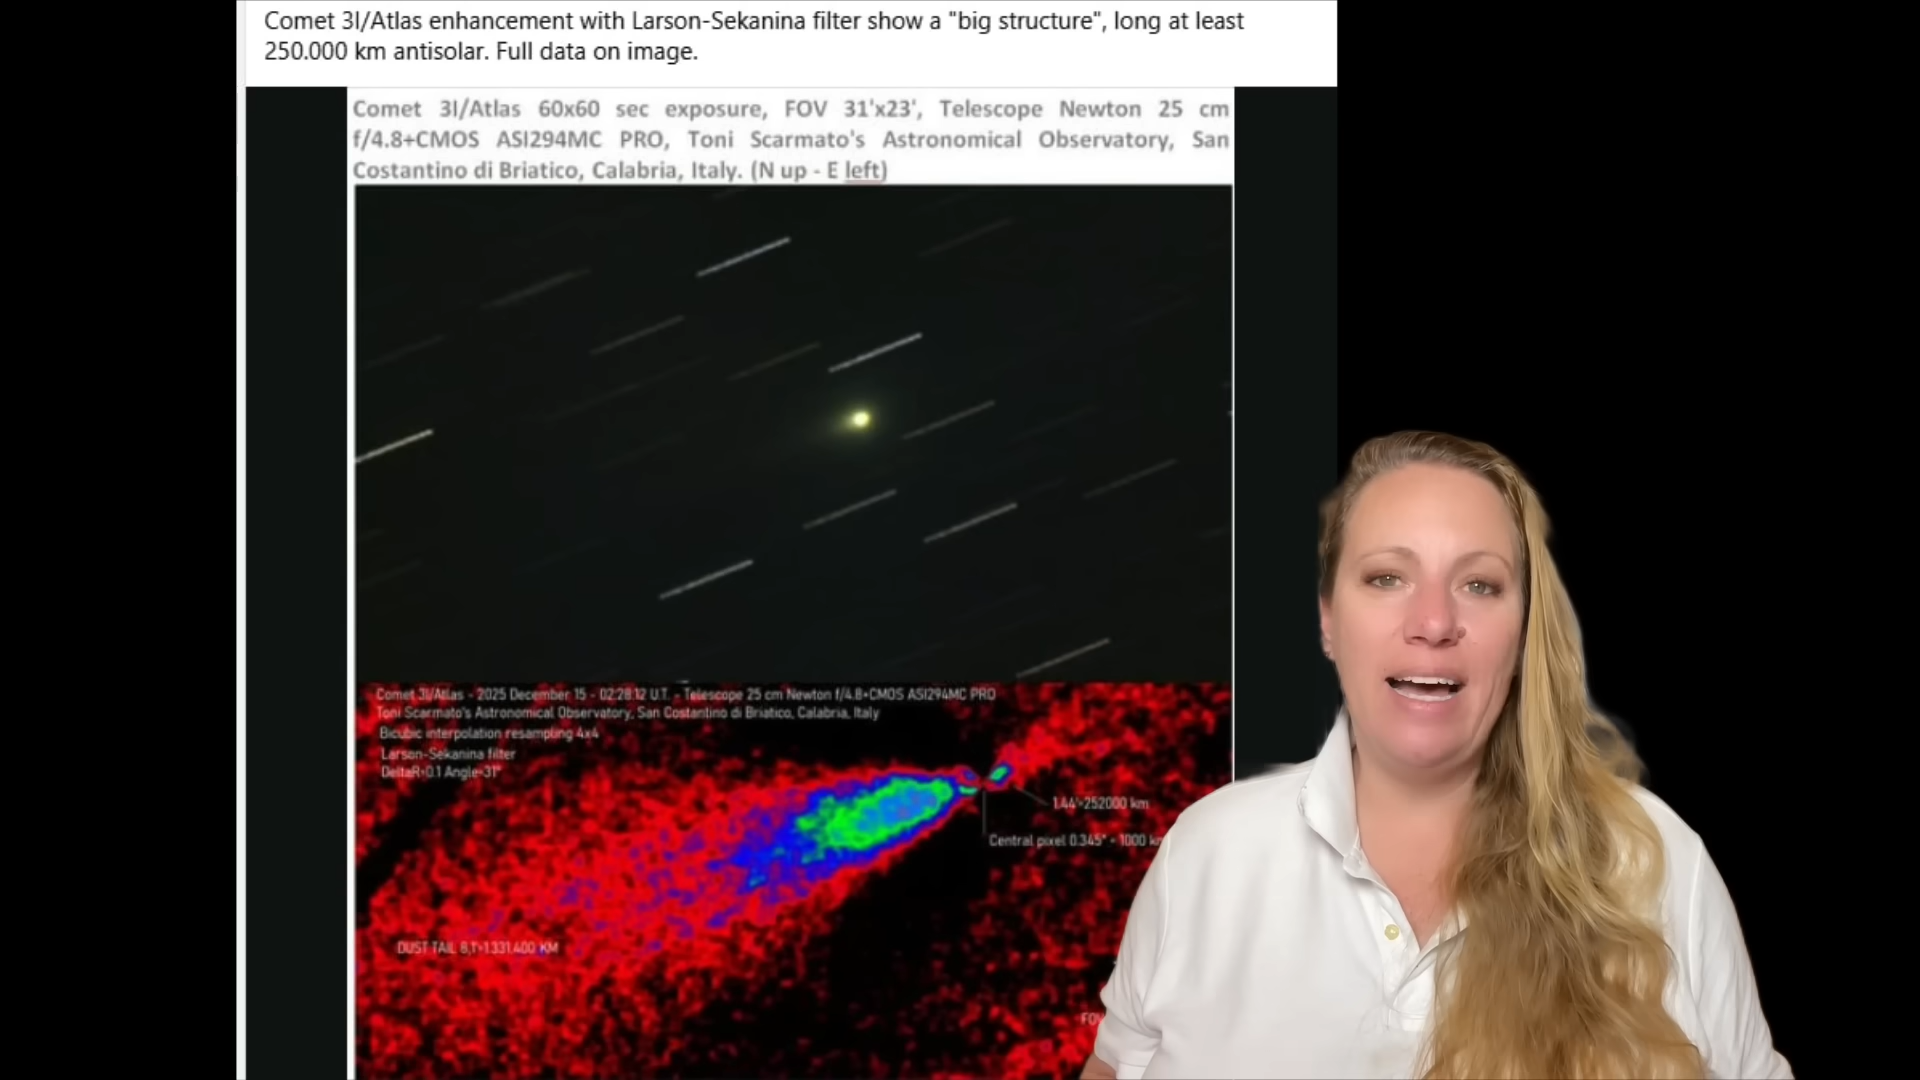 Comet 3I/Atlas enhancement with Larson-Sekanina filter show a "big structure", long at least
250.000 km antisolar. Full data on image.
Comet 3I/Atlas 60x60 sec exposure, FOV 31'x23', Telescope Newton 25 cm
f/4.8+CMOS ASI294MC PRO, Toni Scarmato's Astronomical Observatory, San
Costantino di Briatico, Calabria, Italy. (N up - E left)
Comet 3I/Atlas - 2025 December 15 - 02:28:12 U.T. - Telescope 25 cm Newton f/4.8+CMOS ASI294MC PRO
Toni Scarmato's Astronomical Observatory, San Costantino di Briatico, Calabria, Italy
Bicubic interpolation resampling 4x4
Larson-Sekanina filter
DeltaR=0.1 Angle=31°
1.44'=252000 km
Central pixel 0.345" = 1000 km
DUST TAIL 8,1'=1.331.400 KM
FOV